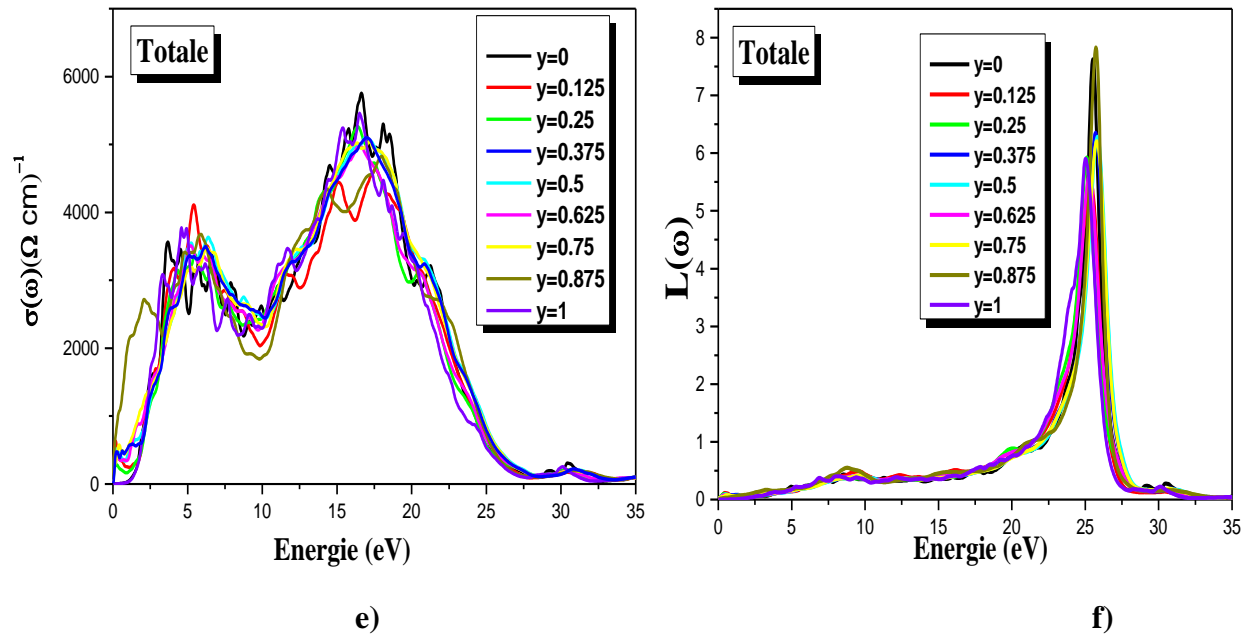 Totale
y=0
y=0.125
y=0.25
y=0.375
y=0.5
y=0.625
y=0.75
y=0.875
y=1
σ(ω)(Ω cm)⁻¹
6000
4000
2000
0
0 5 10 15 20 25 30 35
Energie (eV)
e)
Totale
y=0
y=0.125
y=0.25
y=0.375
y=0.5
y=0.625
y=0.75
y=0.875
y=1
L(ω)
8
7
6
5
4
3
2
1
0
0 5 10 15 20 25 30 35
Energie (eV)
f)